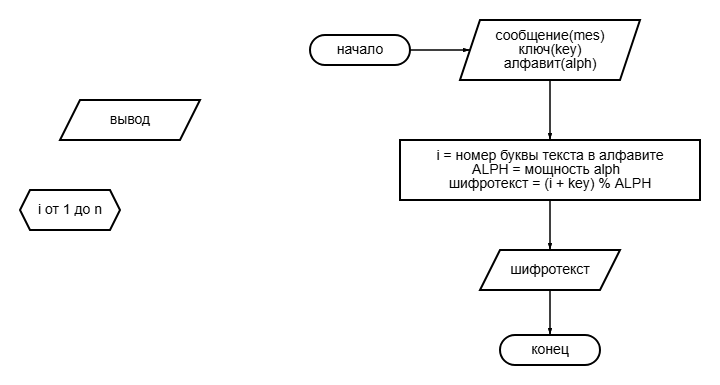 начало
сообщение(mes)
ключ(key)
алфавит(alph)
вывод
i = номер буквы текста в алфавите
ALPH = мощность alph
шифротекст = (i + key) % ALPH
i от 1 до n
шифротекст
конец